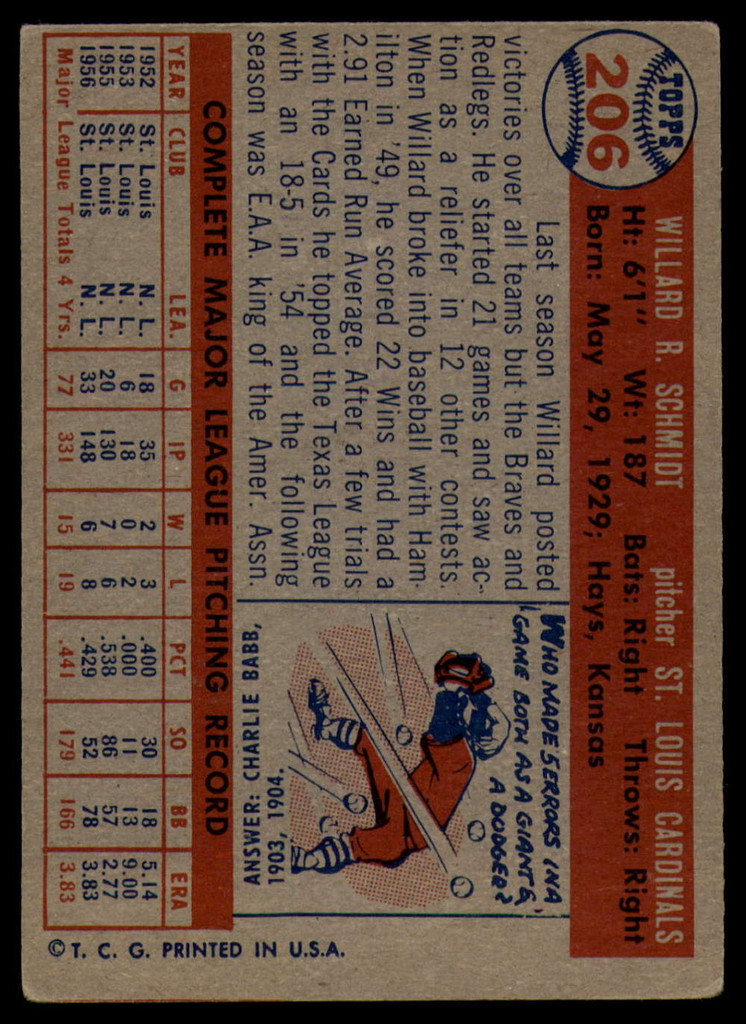 TOPPS
206
WILLARD R. SCHMIDT pitcher ST. LOUIS CARDINALS
Ht: 6'1" Wt: 187 Bats: Right Throws: Right
Born: May 29, 1929; Hays, Kansas
Last season Willard posted
victories over all teams but the Braves and
Redlegs. He started 21 games and saw ac-
tion as a reliefer in 12 other contests.
When Willard broke into baseball with Ham-
ilton in '49, he scored 22 Wins and had a
2.91 Earned Run Average. After a few trials
with the Cards he topped the Texas League
with an 18-5 in '54 and the following
season was E.A.A. king of the Amer. Assn.
WHO MADE 5 ERRORS IN A
GAME BOTH AS A GIANT &
A DODGER?
ANSWER: CHARLIE BABB,
1903, 1904.
COMPLETE MAJOR LEAGUE PITCHING RECORD
YEAR CLUB LEA. G IP W L PCT SO BB ERA
1952 St. Louis N. L. 18 35 2 3 .400 30 18 5.14
1953 St. Louis N. L. 6 18 0 2 .000 11 13 9.00
1955 St. Louis N. L. 20 130 7 6 .538 86 57 2.77
1956 St. Louis N. L. 33 148 6 8 .429 52 78 3.83
Major League Totals 4 Yrs. 77 331 15 19 .441 179 166 3.83
© T. C. G. PRINTED IN U.S.A.